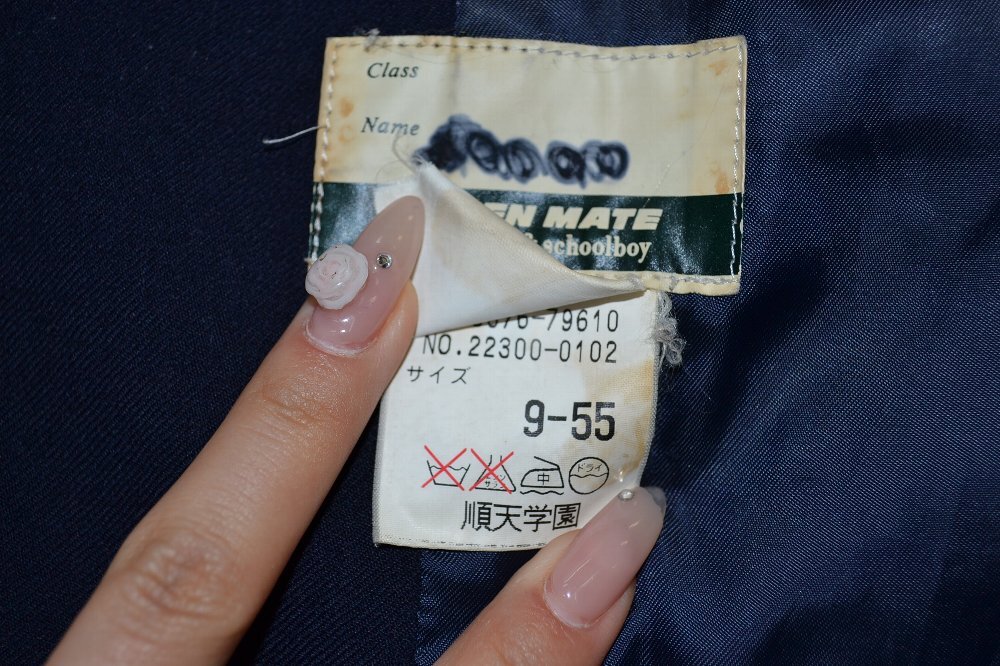 Class
Name
EN MATE
schoolboy
76-79610
NO.22300-0102
サイズ
9-55
中 ドライ
順天学園